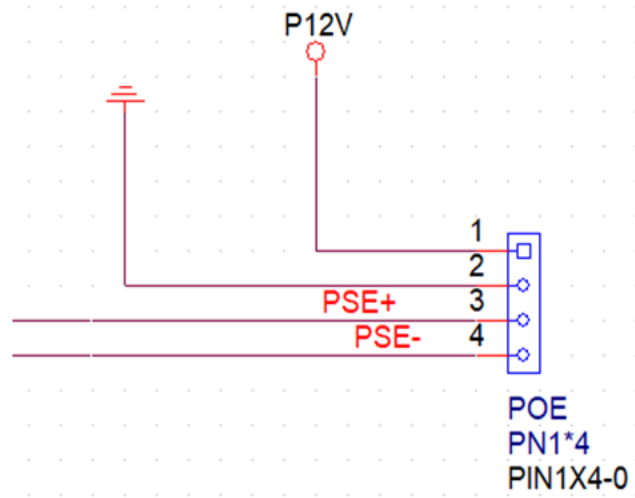 P12V
1
2
PSE+
3
PSE-
4
POE
PN1*4
PIN1X4-0